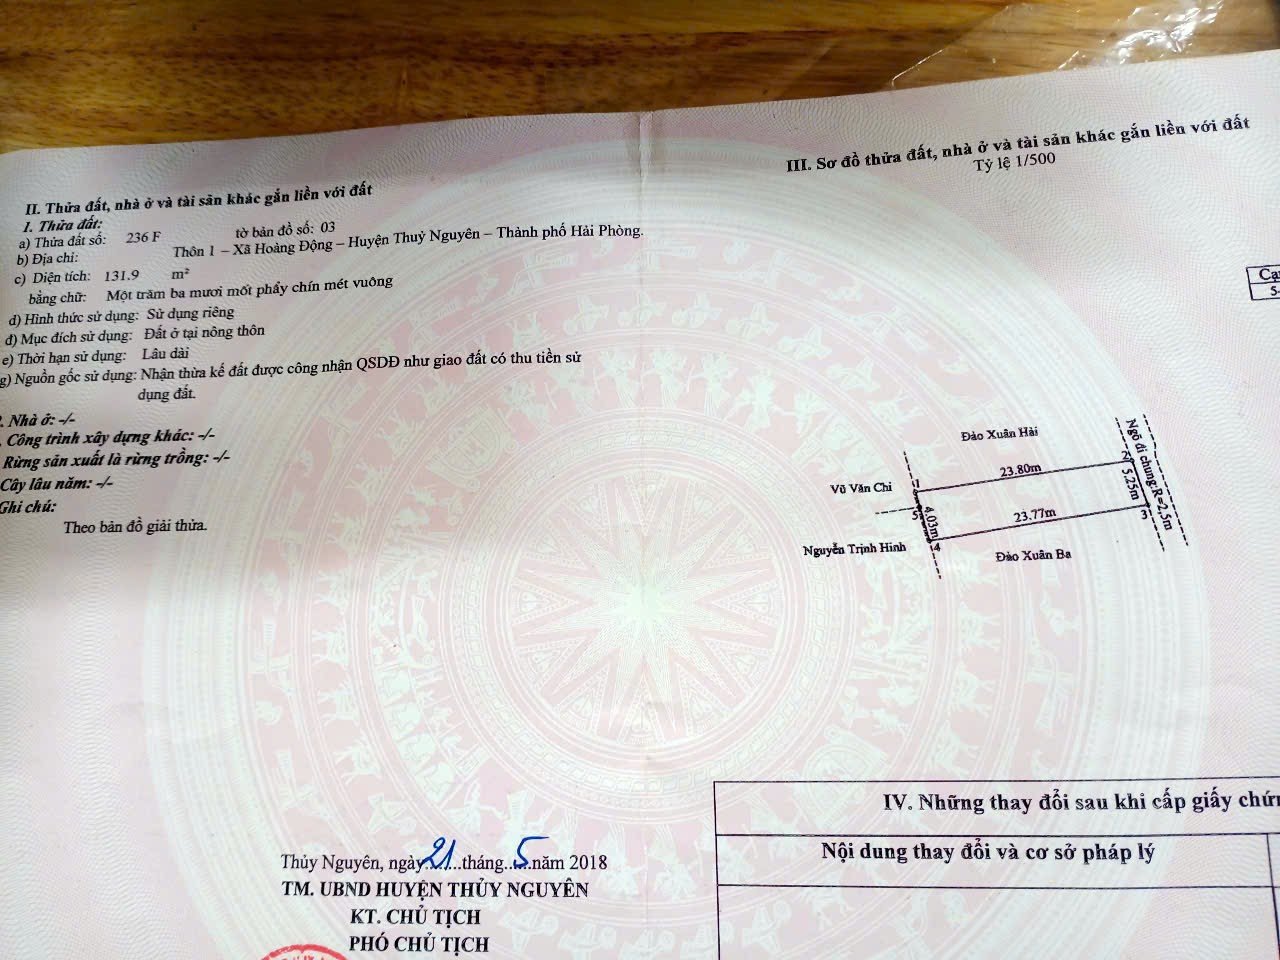 II. Thửa đất, nhà ở và tài sản khác gắn liền với đất
1. Thửa đất:
a) Thửa đất số: 236 F tờ bản đồ số: 03
b) Địa chỉ: Thôn 1 – Xã Hoàng Động – Huyện Thuỷ Nguyên – Thành phố Hải Phòng.
c) Diện tích: 131.9 m²
bằng chữ: Một trăm ba mươi mốt phẩy chín mét vuông
d) Hình thức sử dụng: Sử dụng riêng
đ) Mục đích sử dụng: Đất ở tại nông thôn
e) Thời hạn sử dụng: Lâu dài
g) Nguồn gốc sử dụng: Nhận thừa kế đất được công nhận QSDĐ như giao đất có thu tiền sử
dụng đất.
. Nhà ở: -/-
. Công trình xây dựng khác: -/-
Rừng sản xuất là rừng trồng: -/-
Cây lâu năm: -/-
Ghi chú:
Theo bản đồ giải thửa.
Thủy Nguyên, ngày 21 tháng 5 năm 2018
TM. UBND HUYỆN THỦY NGUYÊN
KT. CHỦ TỊCH
PHÓ CHỦ TỊCH
III. Sơ đồ thửa đất, nhà ở và tài sản khác gắn liền với đất
Tỷ lệ 1/500
Cạ
5-
Đào Xuân Hải
Ngõ đi chung:R=2,5m
2
23.80m
1
Vũ Văn Chi
5.25m
5
4.03m
23.77m
3
4
Nguyễn Trịnh Hinh
Đào Xuân Ba
IV. Những thay đổi sau khi cấp giấy chứn
Nội dung thay đổi và cơ sở pháp lý